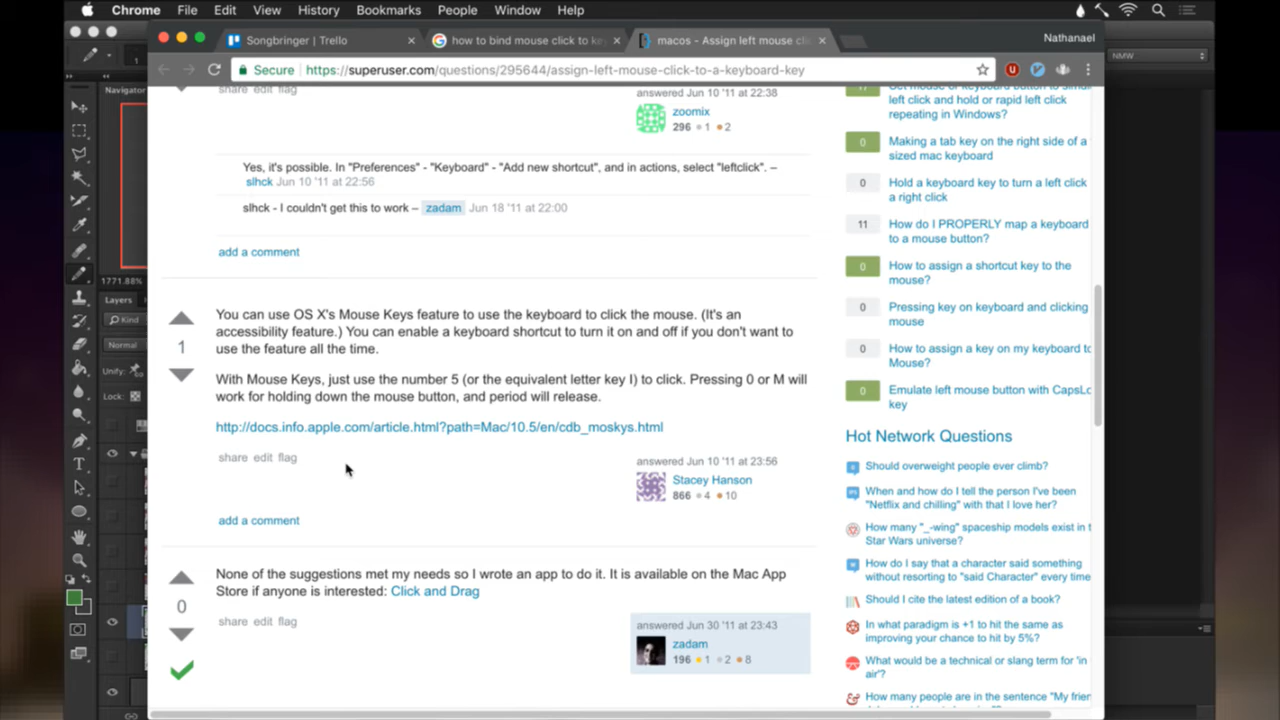 Chrome File Edit View History Bookmarks People Window Help
Songbringer | Trello
how to bind mouse click to ke
macos - Assign left mouse clic
Nathanael
Secure https://superuser.com/questions/295644/assign-left-mouse-click-to-a-keyboard-key
NMW
Navigator
1771.88%
Layers
Kind
Normal
Unify:
Lock:
share edit flag
answered Jun 10 '11 at 22:38
zoomix
296 1 2
Yes, it's possible. In "Preferences" - "Keyboard" - "Add new shortcut", and in actions, select "leftclick". –
slhck Jun 10 '11 at 22:56
slhck - I couldn't get this to work – zadam Jun 18 '11 at 22:00
add a comment
You can use OS X's Mouse Keys feature to use the keyboard to click the mouse. (It's an
accessibility feature.) You can enable a keyboard shortcut to turn it on and off if you don't want to
use the feature all the time.
1
With Mouse Keys, just use the number 5 (or the equivalent letter key I) to click. Pressing 0 or M will
work for holding down the mouse button, and period will release.
http://docs.info.apple.com/article.html?path=Mac/10.5/en/cdb_moskys.html
share edit flag
answered Jun 10 '11 at 23:56
Stacey Hanson
866 4 10
add a comment
None of the suggestions met my needs so I wrote an app to do it. It is available on the Mac App
Store if anyone is interested: Click and Drag
0
share edit flag
answered Jun 30 '11 at 23:43
zadam
196 1 2 8
left click and hold or rapid left click
repeating in Windows?
0 Making a tab key on the right side of a
sized mac keyboard
0 Hold a keyboard key to turn a left click
a right click
11 How do I PROPERLY map a keyboard
to a mouse button?
0 How to assign a shortcut key to the
mouse?
0 Pressing key on keyboard and clicking
mouse
0 How to assign a key on my keyboard to
Mouse?
0 Emulate left mouse button with CapsLo
key
Hot Network Questions
Should overweight people ever climb?
When and how do I tell the person I've been
"Netflix and chilling" with that I love her?
How many "_-wing" spaceship models exist in t
Star Wars universe?
How do I say that a character said something
without resorting to "said Character" every time
Should I cite the latest edition of a book?
In what paradigm is +1 to hit the same as
improving your chance to hit by 5%?
What would be a technical or slang term for 'in
air'?
How many people are in the sentence "My frien